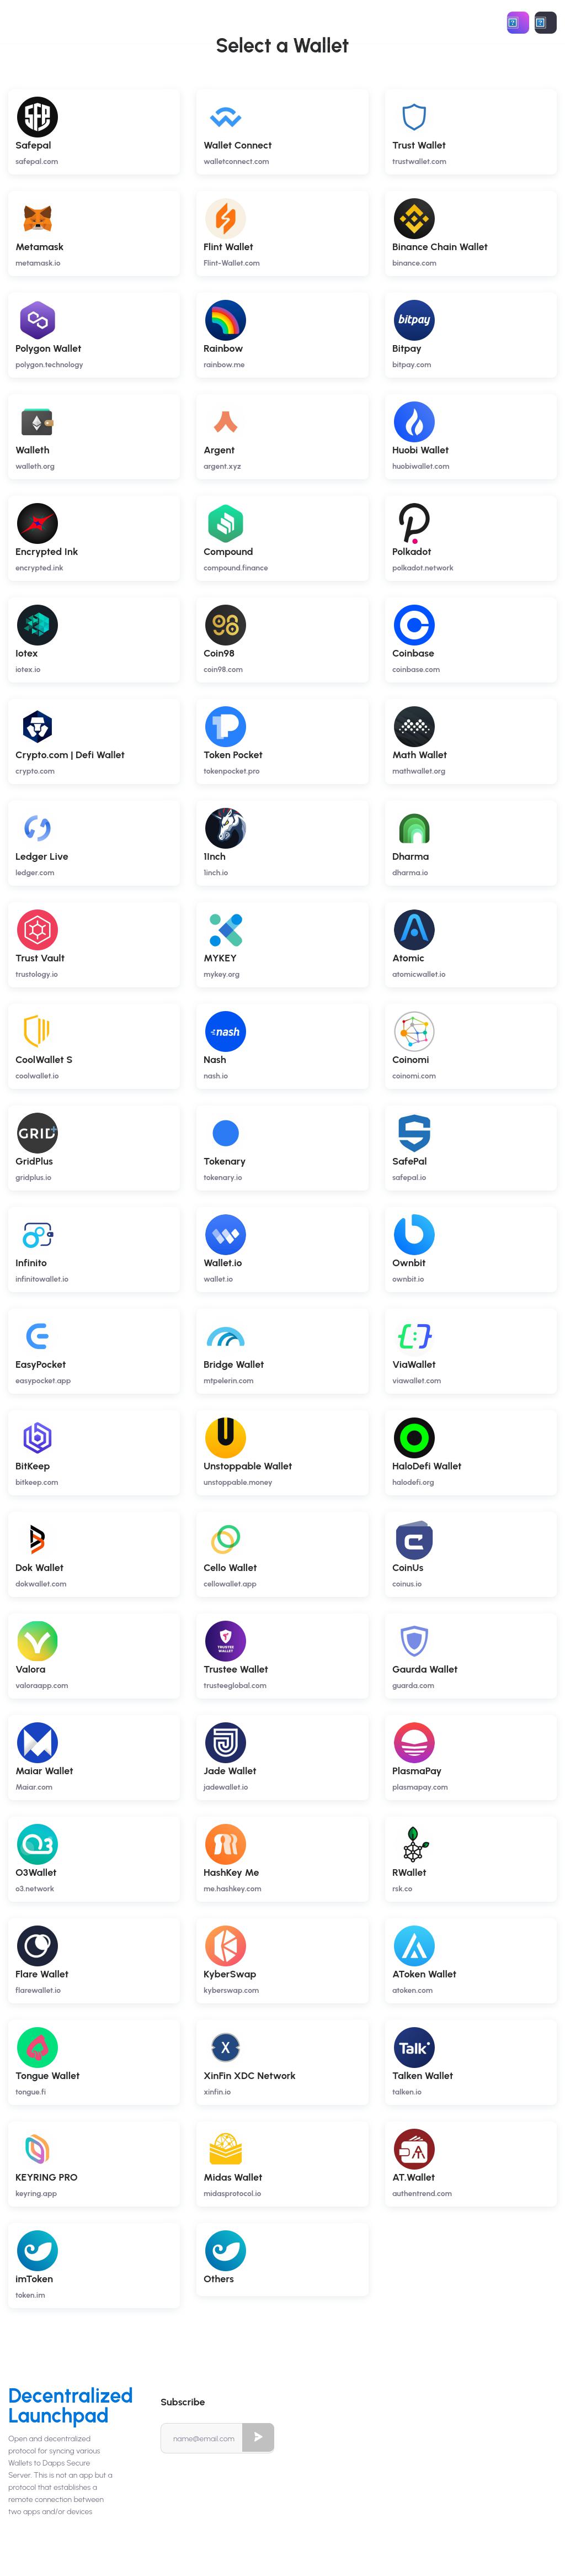 Select a Wallet
SFP
Safepal
safepal.com
Wallet Connect
walletconnect.com
Trust Wallet
trustwallet.com
Metamask
metamask.io
Flint Wallet
Flint-Wallet.com
Binance Chain Wallet
binance.com
Polygon Wallet
polygon.technology
Rainbow
rainbow.me
bitpay
Bitpay
bitpay.com
Walleth
walleth.org
Argent
argent.xyz
Huobi Wallet
huobiwallet.com
Encrypted Ink
encrypted.ink
Compound
compound.finance
Polkadot
polkadot.network
Iotex
iotex.io
98
Coin98
coin98.com
Coinbase
coinbase.com
Crypto.com | Defi Wallet
crypto.com
Token Pocket
tokenpocket.pro
Math Wallet
mathwallet.org
Ledger Live
ledger.com
1Inch
1inch.io
Dharma
dharma.io
Trust Vault
trustology.io
MYKEY
mykey.org
Atomic
atomicwallet.io
CoolWallet S
coolwallet.io
nash
Nash
nash.io
Coinomi
coinomi.com
GRID+
GridPlus
gridplus.io
Tokenary
tokenary.io
SafePal
safepal.io
Infinito
infinitowallet.io
Wallet.io
wallet.io
Ownbit
ownbit.io
EasyPocket
easypocket.app
Bridge Wallet
mtpelerin.com
ViaWallet
viawallet.com
BitKeep
bitkeep.com
Unstoppable Wallet
unstoppable.money
HaloDefi Wallet
halodefi.org
Dok Wallet
dokwallet.com
Cello Wallet
cellowallet.app
CoinUs
coinus.io
Valora
valoraapp.com
TRUSTEE
WALLET
Trustee Wallet
trusteeglobal.com
Gaurda Wallet
guarda.com
Maiar Wallet
Maiar.com
Jade Wallet
jadewallet.io
PlasmaPay
plasmapay.com
O3
O3Wallet
o3.network
HashKey Me
me.hashkey.com
RWallet
rsk.co
Flare Wallet
flarewallet.io
KyberSwap
kyberswap.com
AToken Wallet
atoken.com
Tongue Wallet
tongue.fi
X
XinFin XDC Network
xinfin.io
Talk
Talken Wallet
talken.io
KEYRING PRO
keyring.app
Midas Wallet
midasprotocol.io
AT.Wallet
authentrend.com
imToken
token.im
Others
Decentralized
Launchpad
Open and decentralized
protocol for syncing various
Wallets to Dapps Secure
Server. This is not an app but a
protocol that establishes a
remote connection between
two apps and/or devices
Subscribe
name@email.com